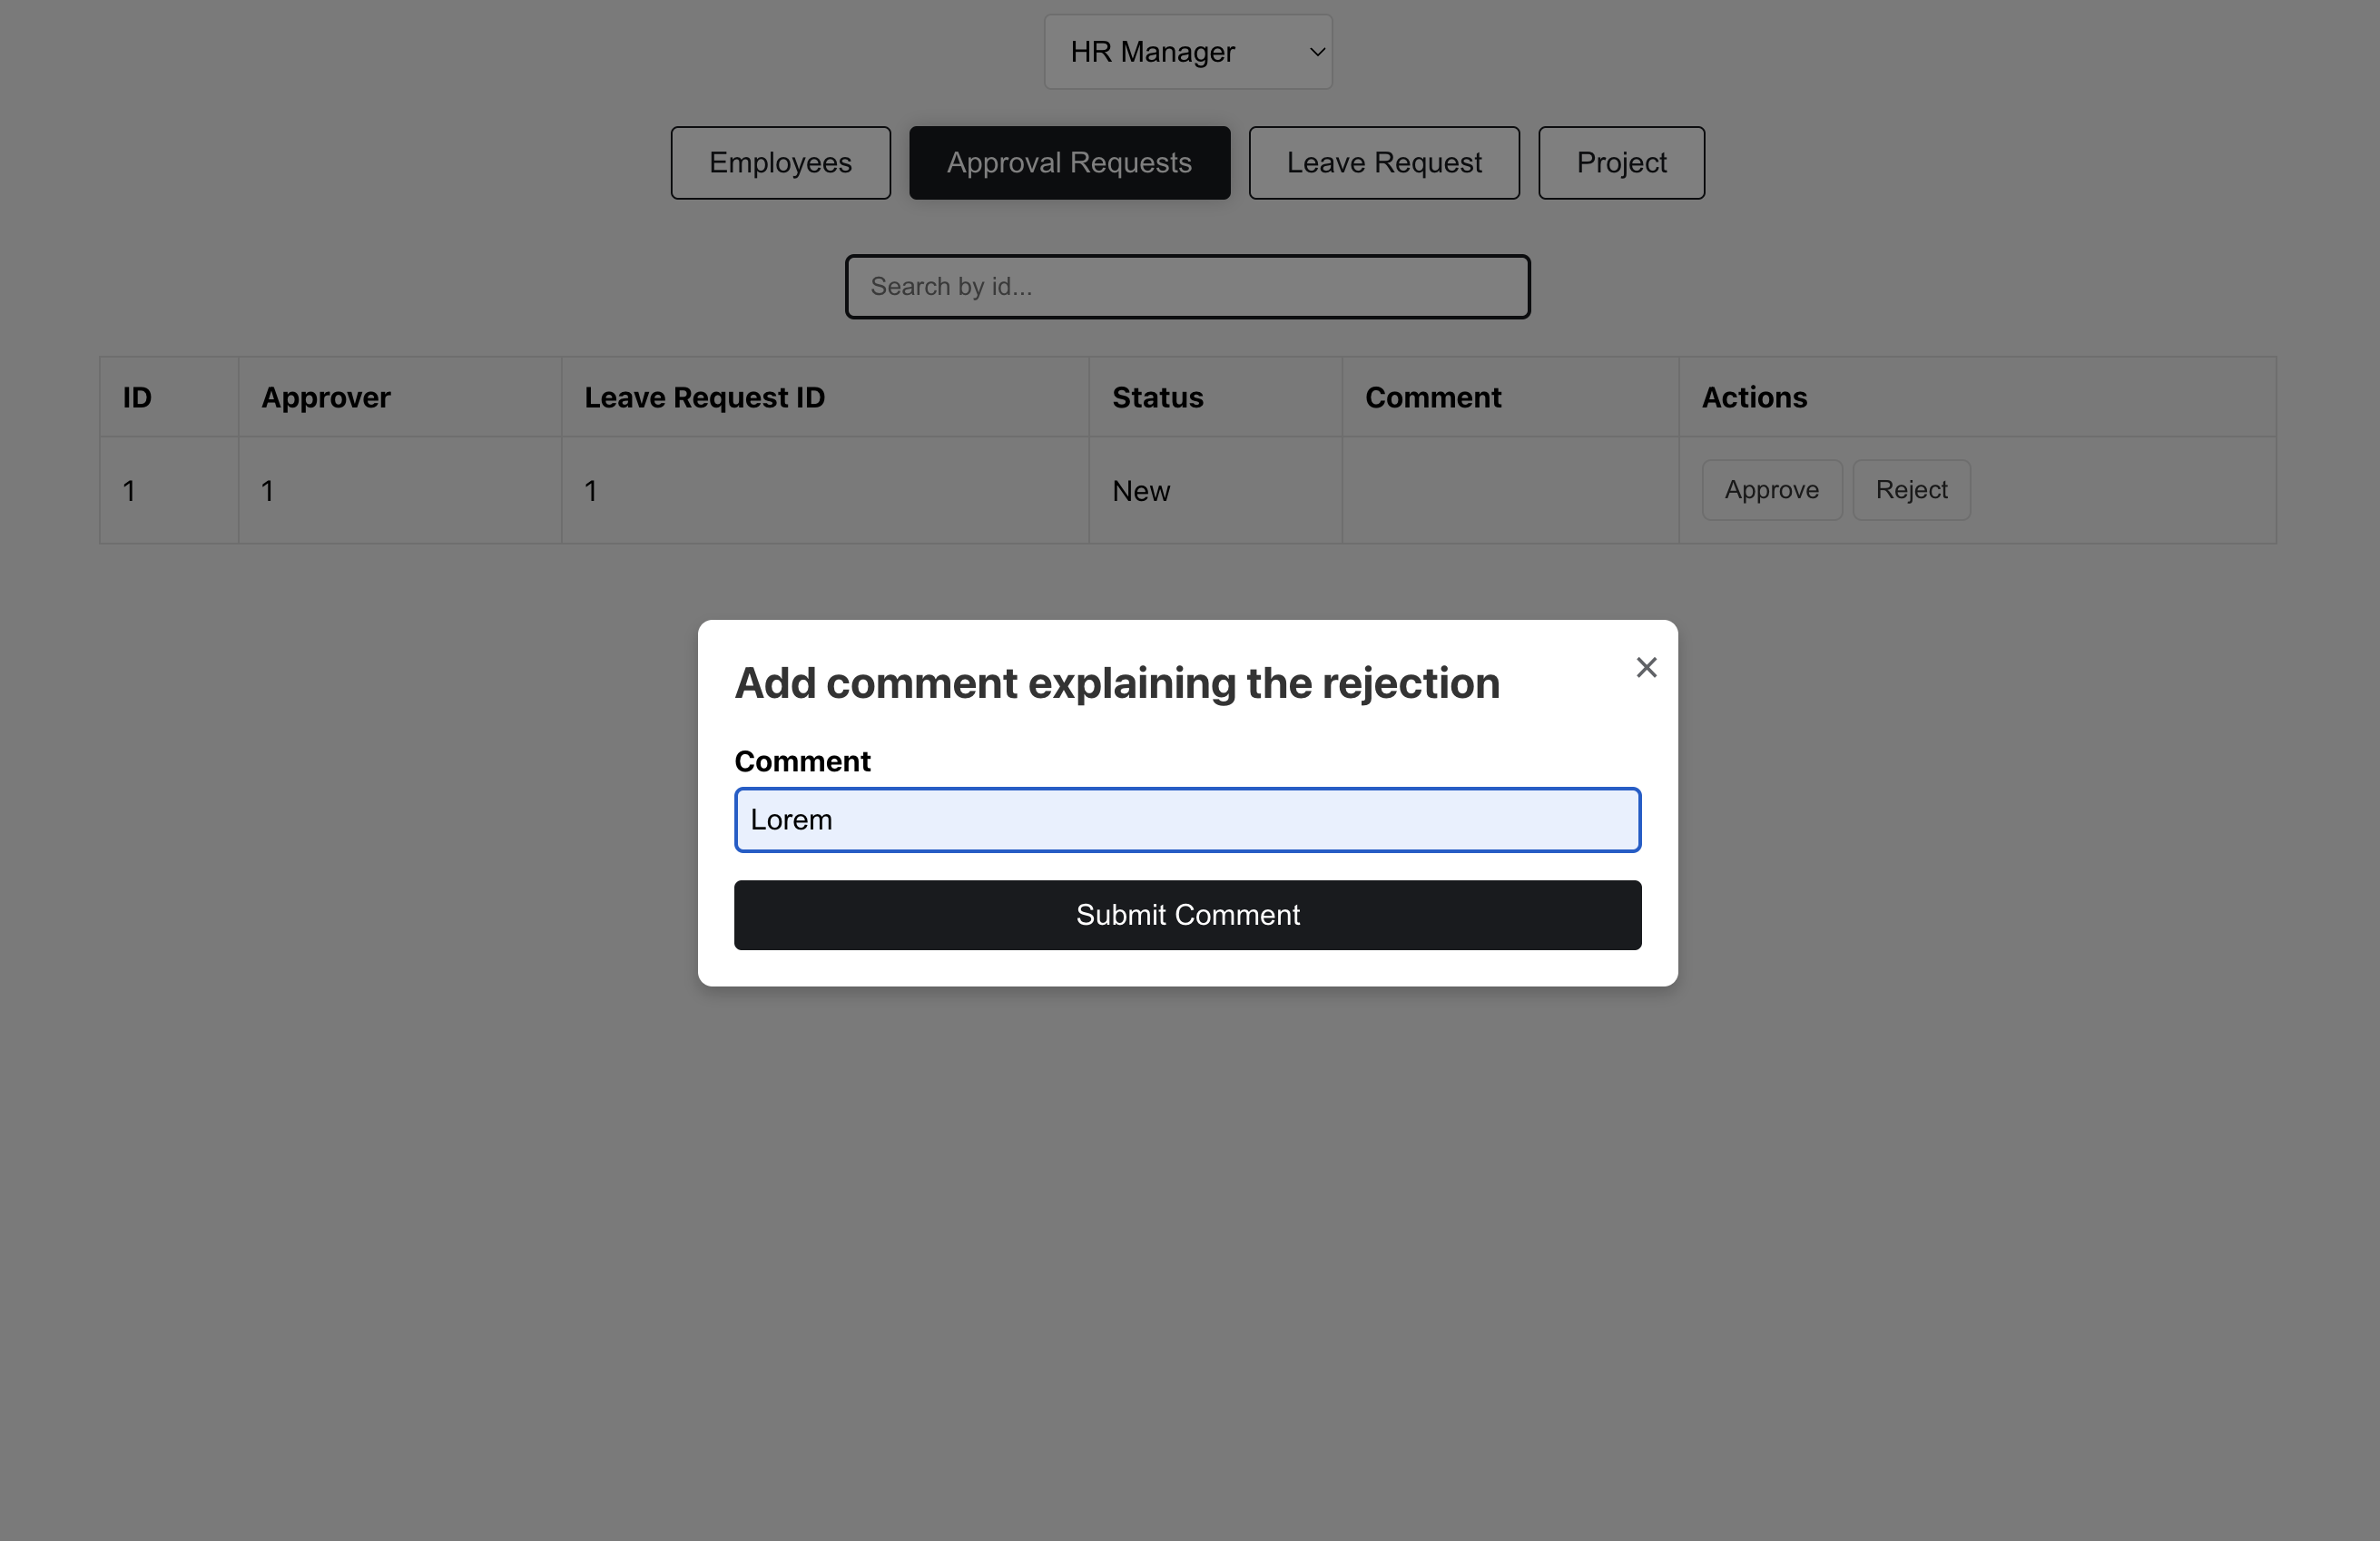 HR Manager
Employees Approval Requests Leave Request Project
Search by id...
ID Approver Leave Request ID Status Comment Actions
1 1 1 New Approve Reject
Add comment explaining the rejection
Comment
Lorem
Submit Comment